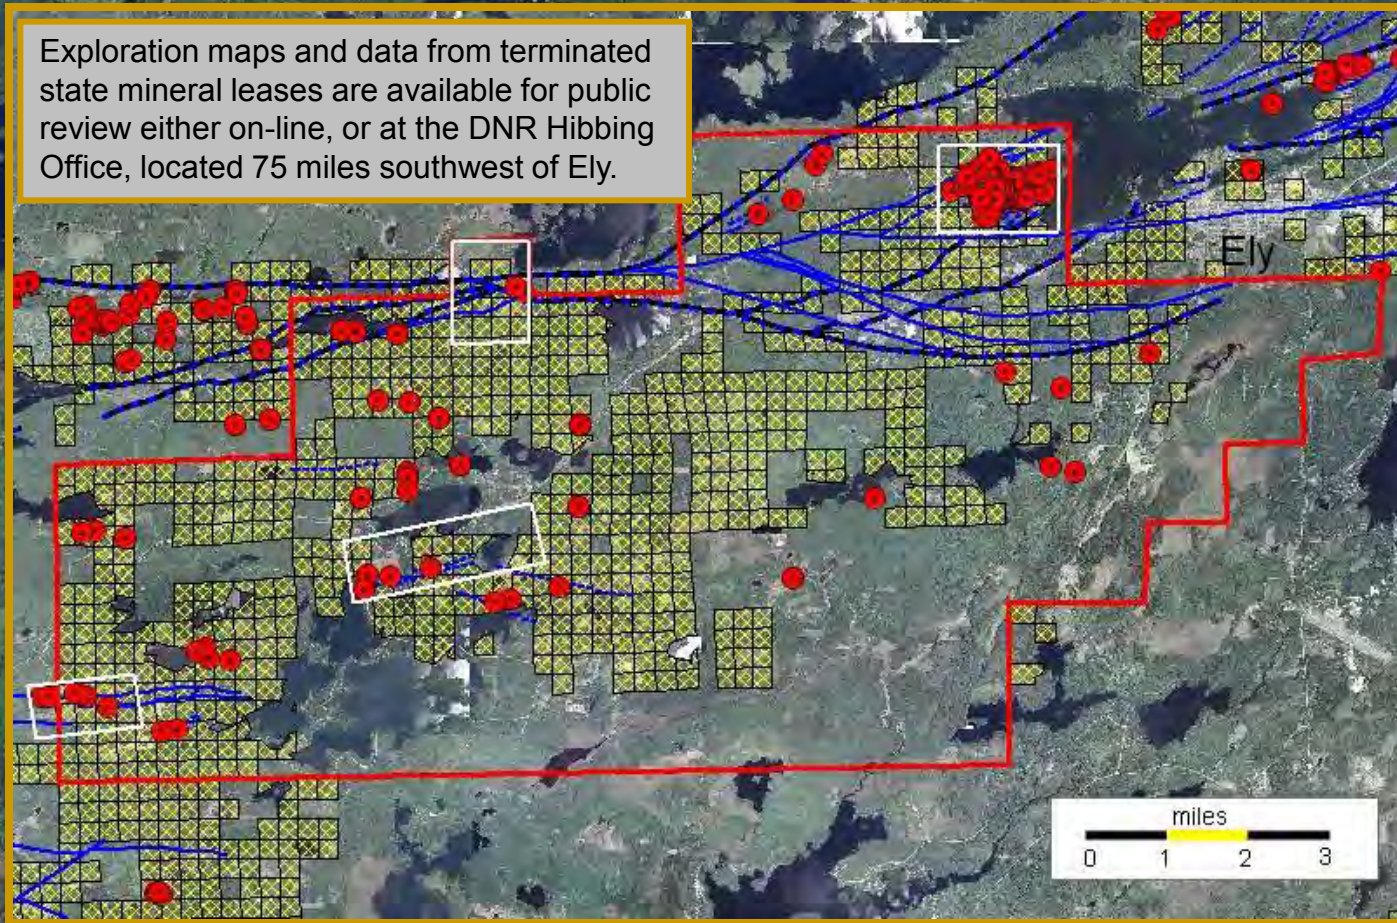 Exploration maps and data from terminated
state mineral leases are available for public
review either on-line, or at the DNR Hibbing
Office, located 75 miles southwest of Ely.
Ely
miles
0 1 2 3